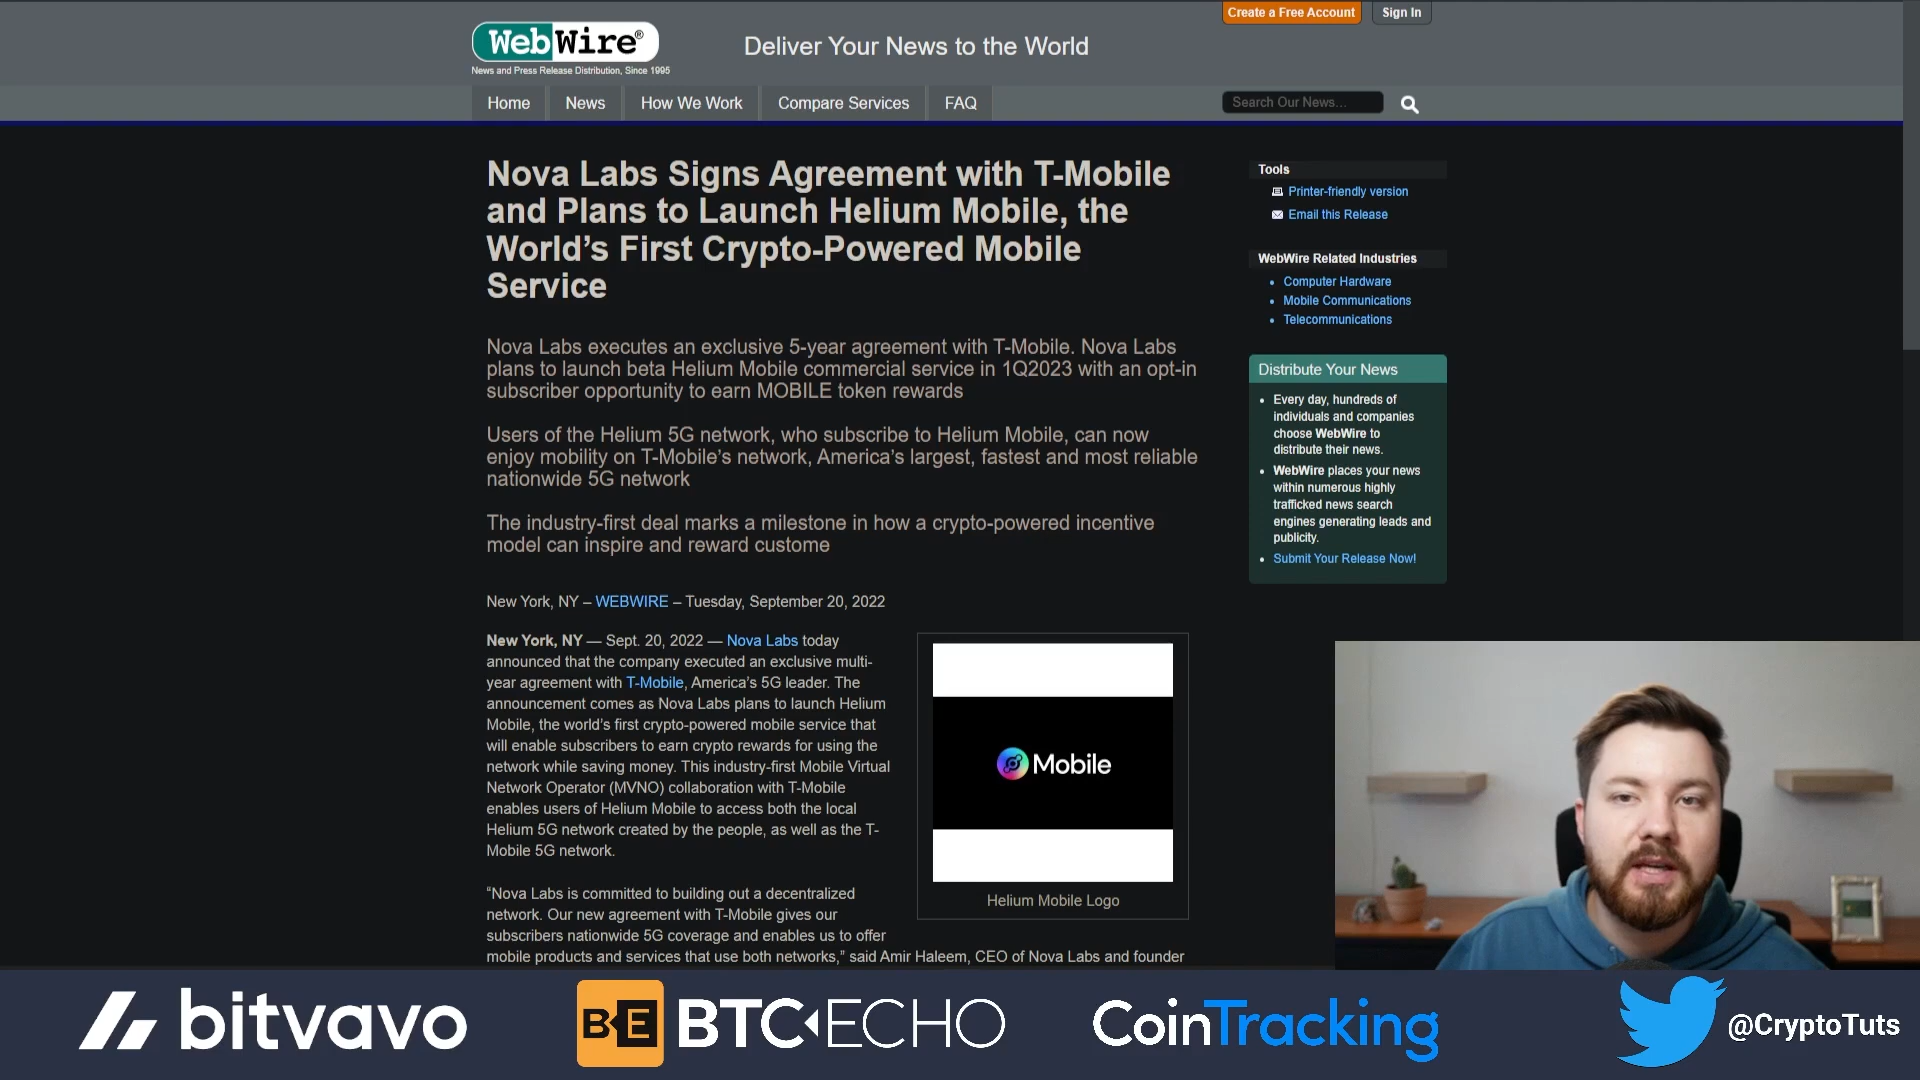 Create a Free Account
Sign In
WebWire®
News and Press Release Distribution, Since 1995
Deliver Your News to the World
Home
News
How We Work
Compare Services
FAQ
Search Our News...
Nova Labs Signs Agreement with T-Mobile
and Plans to Launch Helium Mobile, the
World’s First Crypto-Powered Mobile
Service
Nova Labs executes an exclusive 5-year agreement with T-Mobile. Nova Labs
plans to launch beta Helium Mobile commercial service in 1Q2023 with an opt-in
subscriber opportunity to earn MOBILE token rewards
Users of the Helium 5G network, who subscribe to Helium Mobile, can now
enjoy mobility on T-Mobile’s network, America’s largest, fastest and most reliable
nationwide 5G network
The industry-first deal marks a milestone in how a crypto-powered incentive
model can inspire and reward custome
New York, NY – WEBWIRE – Tuesday, September 20, 2022
New York, NY — Sept. 20, 2022 — Nova Labs today
announced that the company executed an exclusive multi-
year agreement with T-Mobile, America’s 5G leader. The
announcement comes as Nova Labs plans to launch Helium
Mobile, the world’s first crypto-powered mobile service that
will enable subscribers to earn crypto rewards for using the
network while saving money. This industry-first Mobile Virtual
Network Operator (MVNO) collaboration with T-Mobile
enables users of Helium Mobile to access both the local
Helium 5G network created by the people, as well as the T-
Mobile 5G network.
“Nova Labs is committed to building out a decentralized
network. Our new agreement with T-Mobile gives our
subscribers nationwide 5G coverage and enables us to offer
mobile products and services that use both networks,” said Amir Haleem, CEO of Nova Labs and founder
Mobile
Helium Mobile Logo
Tools
Printer-friendly version
Email this Release
WebWire Related Industries
Computer Hardware
Mobile Communications
Telecommunications
Distribute Your News
Every day, hundreds of
individuals and companies
choose WebWire to
distribute their news.
WebWire places your news
within numerous highly
trafficked news search
engines generating leads and
publicity.
Submit Your Release Now!
bitvavo
BE BTC ECHO
CoinTracking
@CryptoTuts